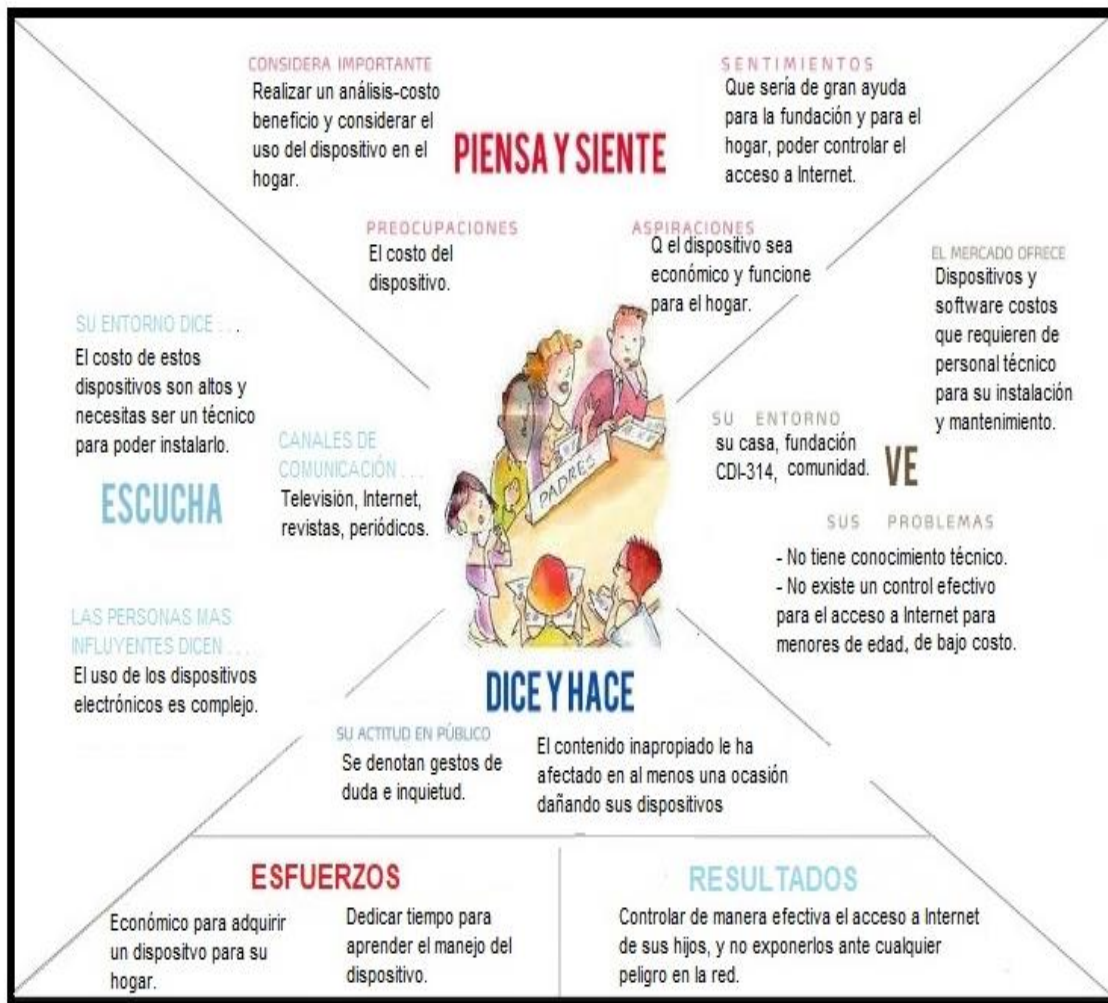 CONSIDERA IMPORTANTE
Realizar un análisis-costo
beneficio y considerar el
uso del dispositivo en el
hogar.
SENTIMIENTOS
Que sería de gran ayuda
para la fundación y para el
hogar, poder controlar el
acceso a Internet.
PIENSA Y SIENTE
PREOCUPACIONES
El costo del
dispositivo.
ASPIRACIONES
Q el dispositivo sea
económico y funcione
para el hogar.
SU ENTORNO DICE . . .
El costo de estos
dispositivos son altos y
necesitas ser un técnico
para poder instalarlo.
CANALES DE
COMUNICACIÓN . . .
Televisión, Internet,
revistas, periódicos.
ESCUCHA
LAS PERSONAS MAS
INFLUYENTES DICEN . . .
El uso de los dispositivos
electrónicos es complejo.
PADRES
EL MERCADO OFRECE
Dispositivos y
software costos
que requieren de
personal técnico
para su instalación
y mantenimiento.
SU ENTORNO
su casa, fundación
CDI-314, comunidad.
VE
SUS PROBLEMAS
- No tiene conocimiento técnico.
- No existe un control efectivo
para el acceso a Internet para
menores de edad, de bajo costo.
DICE Y HACE
SU ACTITUD EN PÚBLICO
Se denotan gestos de
duda e inquietud.
El contenido inapropiado le ha
afectado en al menos una ocasión
dañando sus dispositivos
ESFUERZOS
Económico para adquirir
un dispositvo para su
hogar.
Dedicar tiempo para
aprender el manejo del
dispositivo.
RESULTADOS
Controlar de manera efectiva el acceso a Internet
de sus hijos, y no exponerlos ante cualquier
peligro en la red.